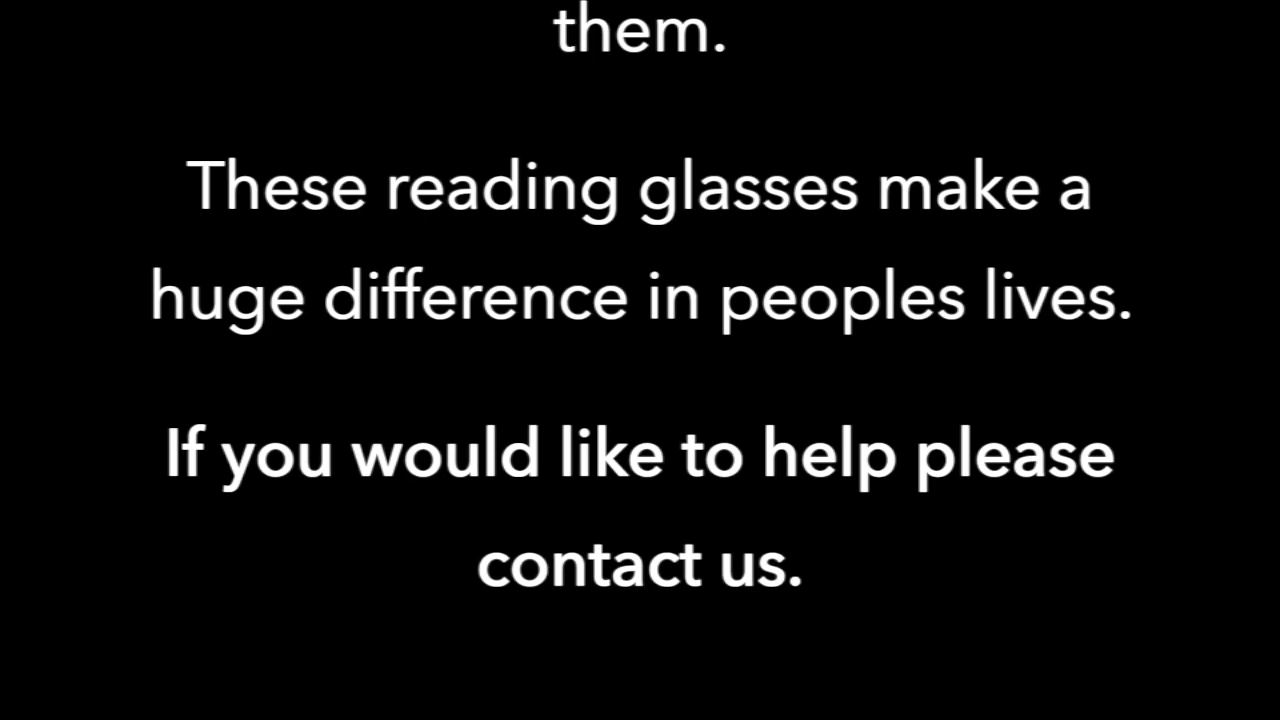 them.
These reading glasses make a
huge difference in peoples lives.
If you would like to help please
contact us.